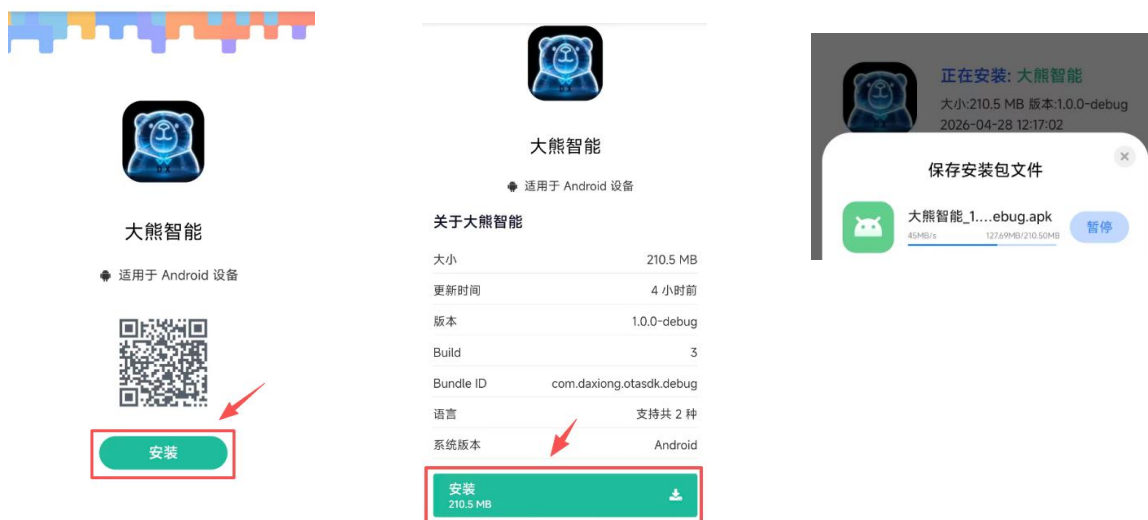 大熊智能
适用于 Android 设备
安装
大熊智能
适用于 Android 设备
关于大熊智能
大小 210.5 MB
更新时间 4 小时前
版本 1.0.0-debug
Build 3
Bundle ID com.daxiong.otasdk.debug
语言 支持共 2 种
系统版本 Android
安装
210.5 MB
正在安装: 大熊智能
大小:210.5 MB 版本:1.0.0-debug
2026-04-28 12:17:02
保存安装包文件
大熊智能_1....ebug.apk
45MB/s 127.69MB/210.50MB
暂停